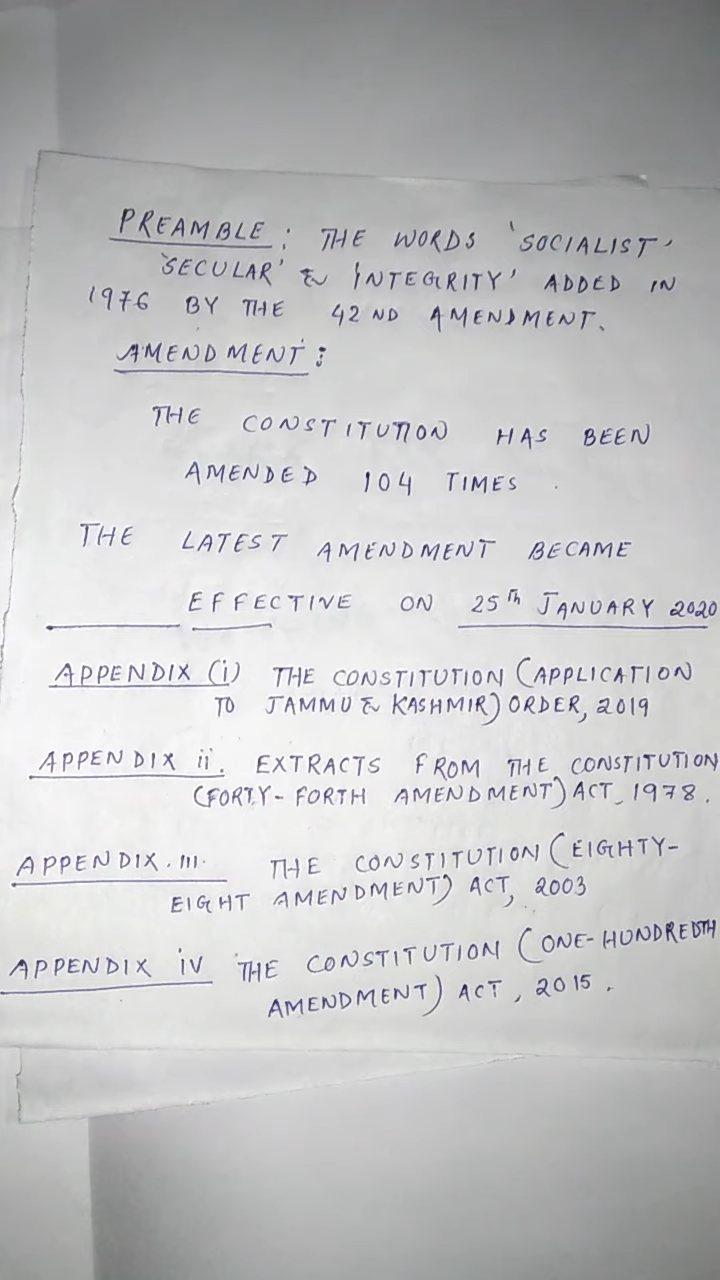 PREAMBLE : THE WORDS 'SOCIALIST'
'SECULAR' & 'INTEGRITY' ADDED IN
1976 BY THE 42 ND AMENDMENT.
AMENDMENT :
THE CONSTITUTION HAS BEEN
AMENDED 104 TIMES .
THE LATEST AMENDMENT BECAME
EFFECTIVE ON 25Th JANUARY 2020
APPENDIX (i) THE CONSTITUTION (APPLICATION
TO JAMMU & KASHMIR) ORDER, 2019
APPENDIX ii. EXTRACTS FROM THE CONSTITUTION
(FORTY-FORTH AMENDMENT) ACT, 1978.
APPENDIX.III. THE CONSTITUTION (EIGHTY-
EIGHT AMENDMENT) ACT, 2003
APPENDIX iV THE CONSTITUTION (ONE-HUNDREDTH
AMENDMENT) ACT, 2015.